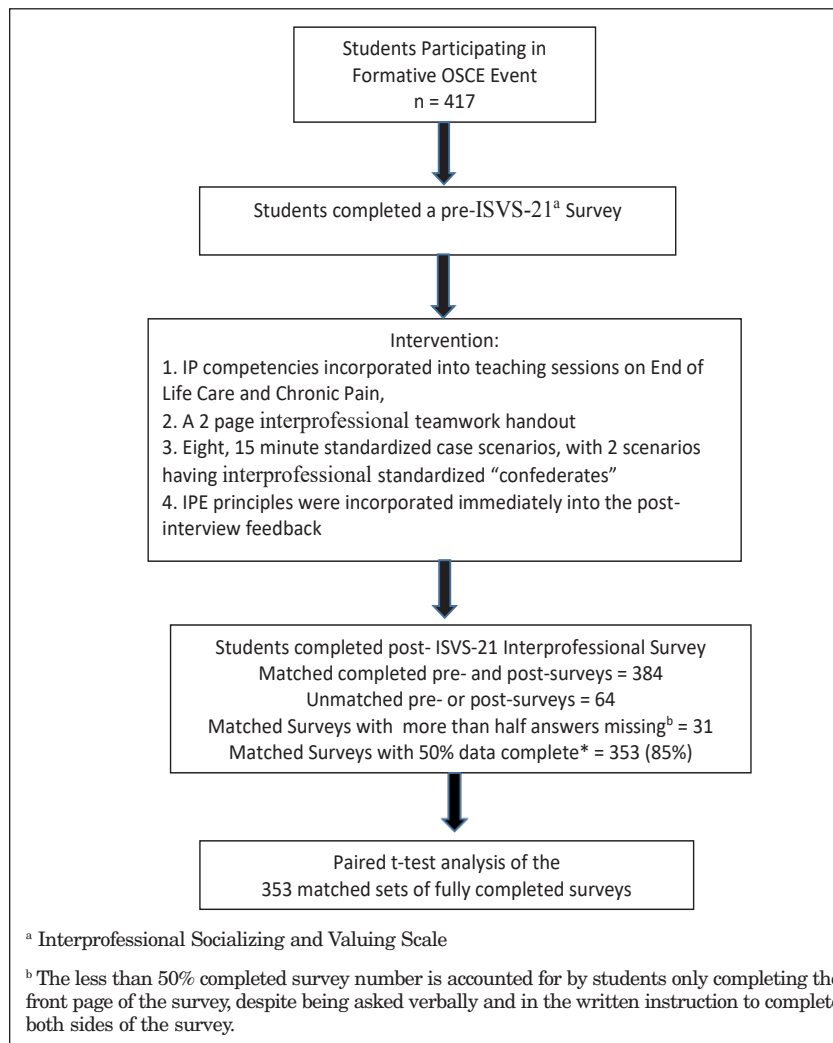 Students Participating in
Formative OSCE Event
n = 417
Students completed a pre-ISVS-21ᵃ Survey
Intervention:
1. IP competencies incorporated into teaching sessions on End of
Life Care and Chronic Pain,
2. A 2 page interprofessional teamwork handout
3. Eight, 15 minute standardized case scenarios, with 2 scenarios
having interprofessional standardized “confederates”
4. IPE principles were incorporated immediately into the post-
interview feedback
Students completed post- ISVS-21 Interprofessional Survey
Matched completed pre- and post-surveys = 384
Unmatched pre- or post-surveys = 64
Matched Surveys with more than half answers missingᵇ = 31
Matched Surveys with 50% data complete* = 353 (85%)
Paired t-test analysis of the
353 matched sets of fully completed surveys
ᵃ Interprofessional Socializing and Valuing Scale
ᵇ The less than 50% completed survey number is accounted for by students only completing the
front page of the survey, despite being asked verbally and in the written instruction to complete
both sides of the survey.